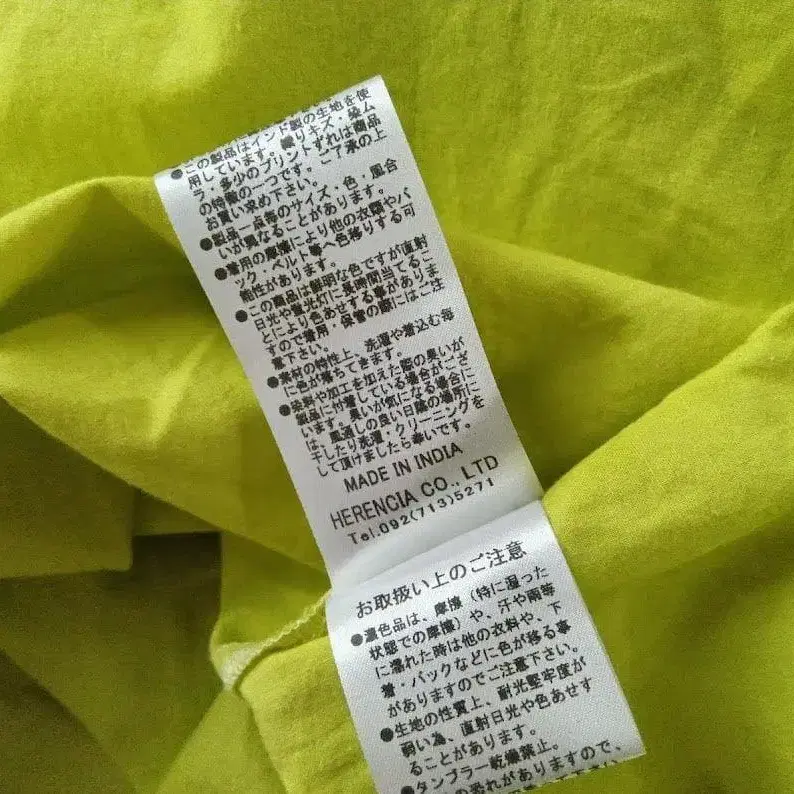 ●この製品はインド製の生地を使
用しています。織りキズ・染ム
ラ・多少のプリントずれは商品
の特徴の一つです。ご了承の上
お買い求め下さい。
●製品一点毎のサイズ・色・風合
いが異なることがあります。
●着用の摩擦により他の衣類やバ
ック・ベルト等へ色移りする可
能性があります。
●この商品は鮮明な色ですが直射
日光や蛍光灯に長時間当てるこ
とにより色あせする事がありま
すので着用・保管の際にはご注
意下さい。
●素材の特性上、洗濯や着込む毎
に色が落ちてきます。
●染料や加工を加えた際の臭いが
製品に付着している場合がござ
います。臭いが気になる場合に
は、風通しの良い日陰の場所に
干したり洗濯・クリーニングを
して頂けましたら幸いです。
MADE IN INDIA
HERENCIA CO., LTD
Tel.092(713)5271
お取扱い上のご注意
●濃色品は、摩擦（特に湿った
状態での摩擦）や、汗や雨等
に濡れた時は他の衣料や、下
着・バックなどに色が移る事
がありますのでご注意下さい。
●生地の性質上、耐光堅牢度が
弱い為、直射日光や色あせす
ることがあります。
●タンブラー乾燥禁止。
の恐れがありますので、